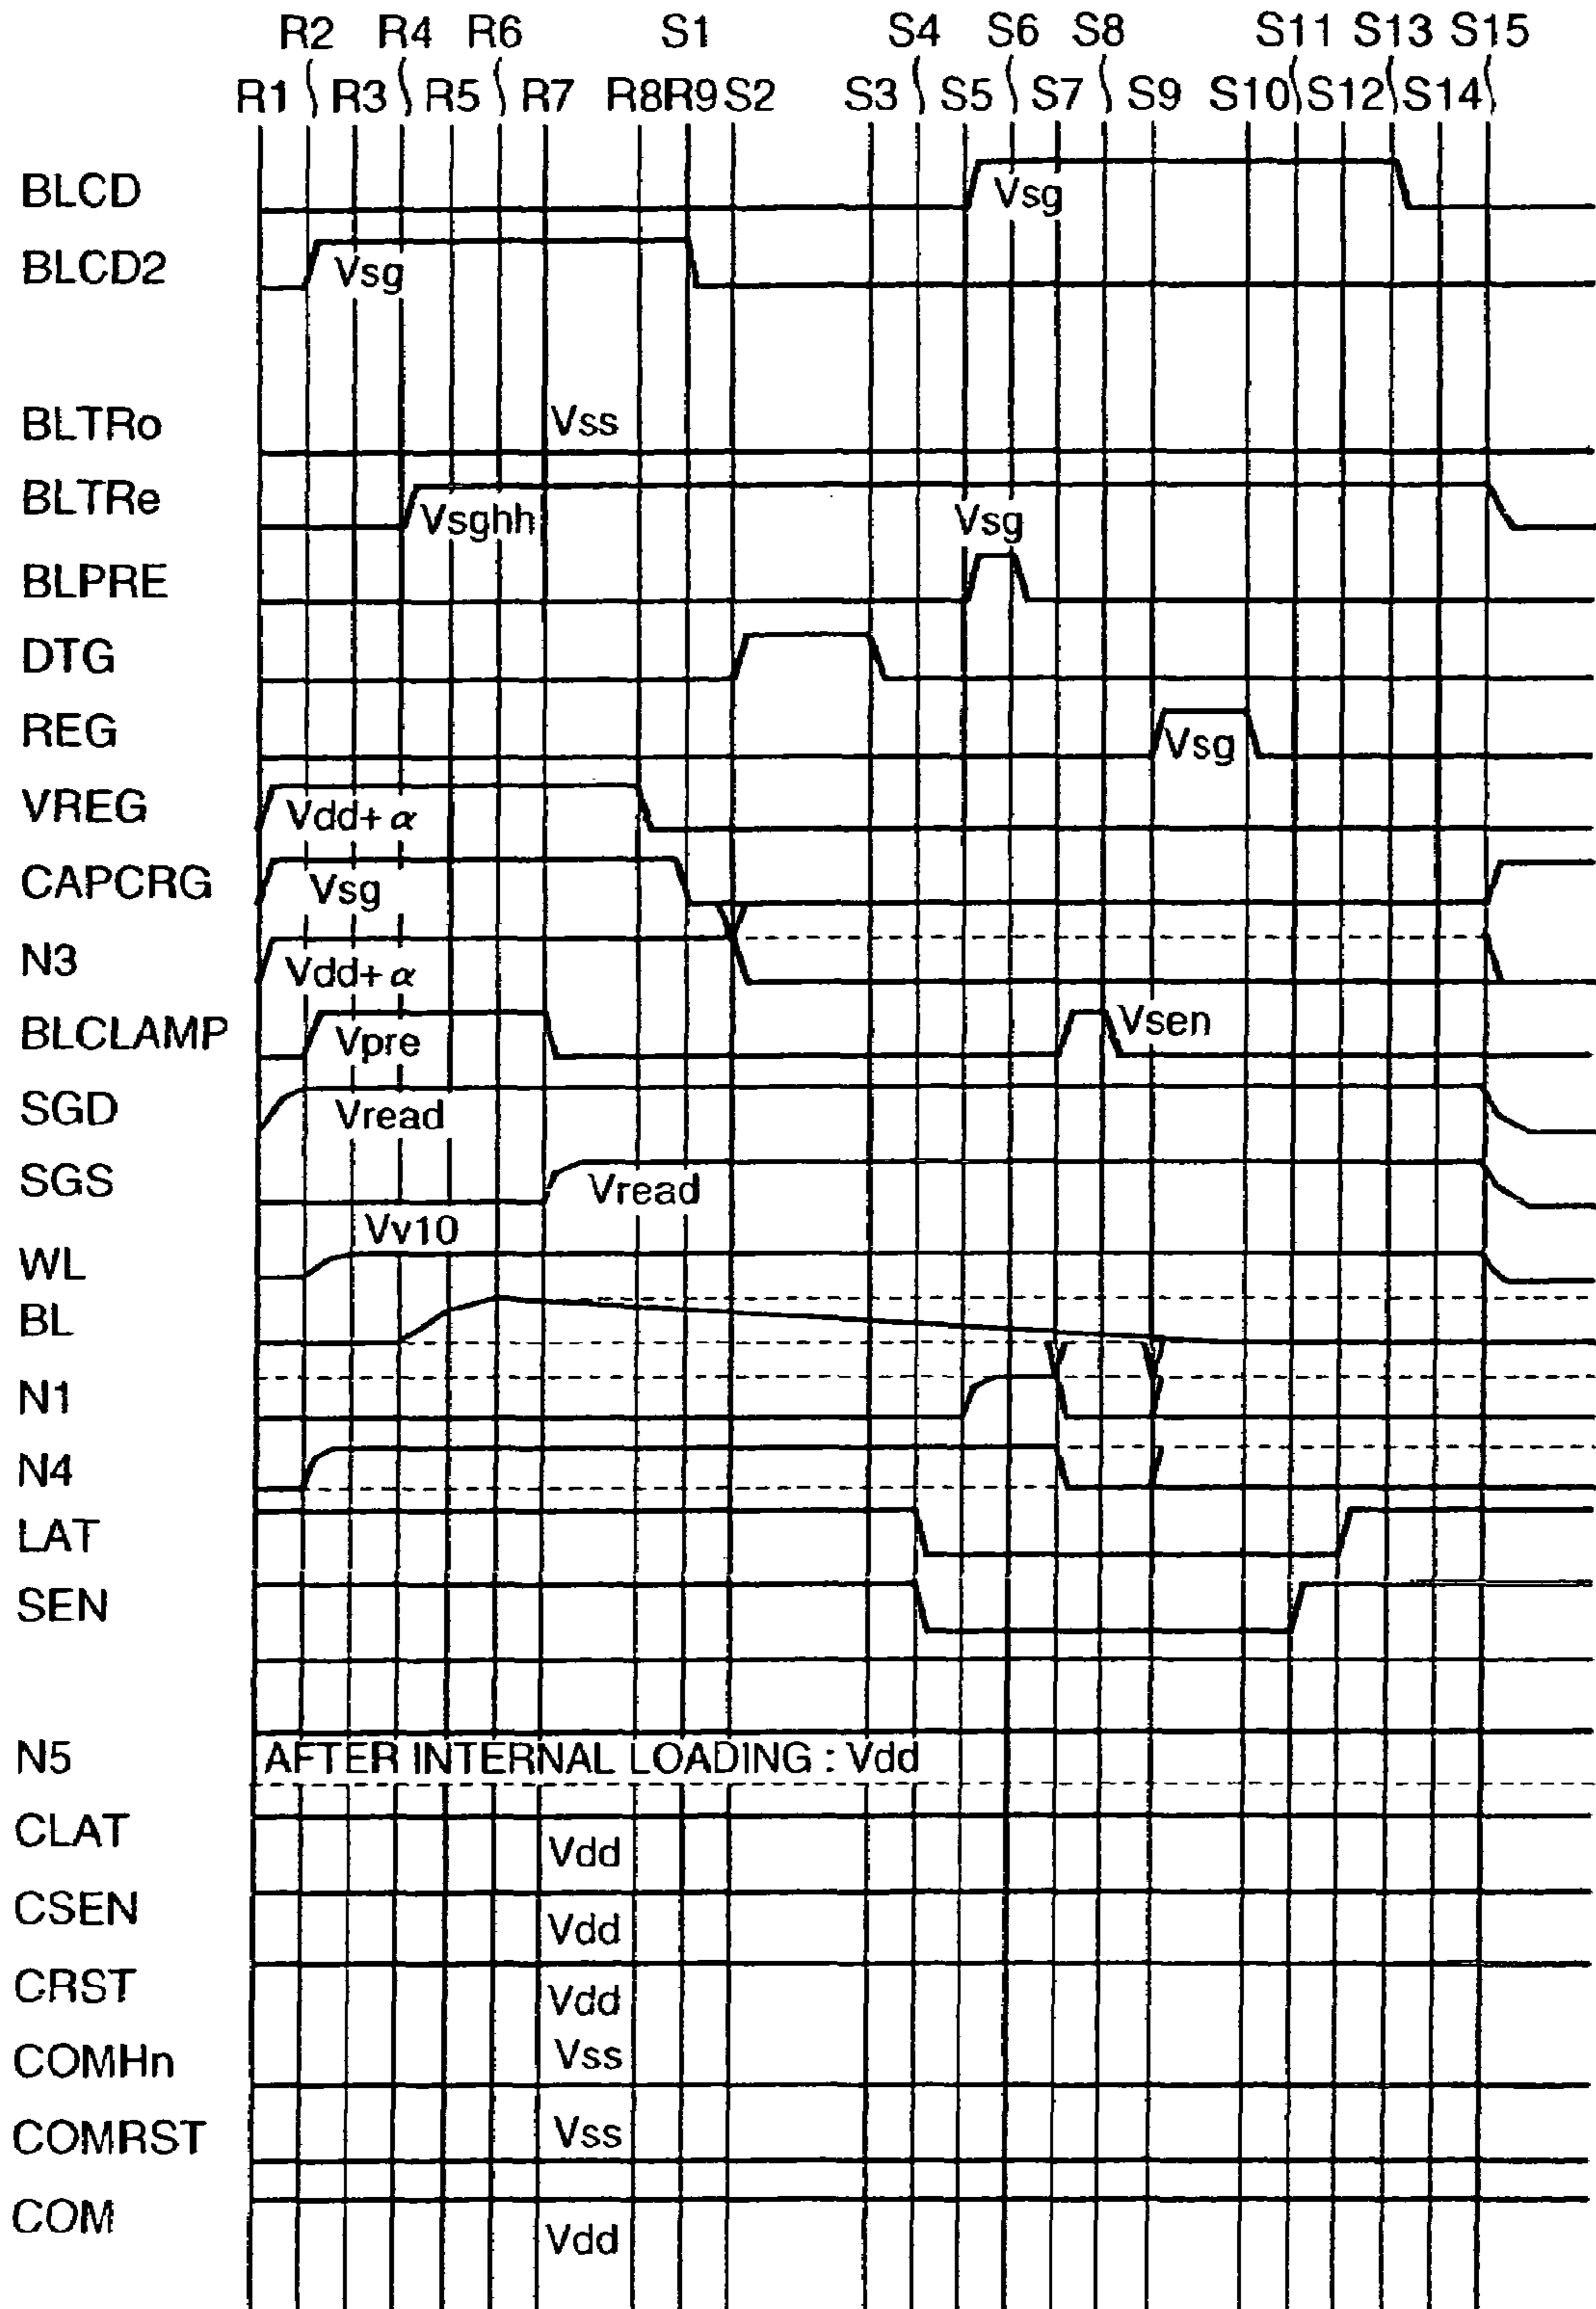 R2 R4 R6 S1 S4 S6 S8 S11 S13 S15
R1 R3 R5 R7 R8R9S2 S3 S5 S7 S9 S10 S12 S14
BLCD Vsg
BLCD2 Vsg
BLTRo Vss
BLTRe Vsghh Vsg
BLPRE
DTG
REG Vsg
VREG Vdd+α
CAPCRG Vsg
N3 Vdd+α
BLCLAMP Vpre Vsen
SGD Vread
SGS Vread
Vv10
WL
BL
N1
N4
LAT
SEN
N5 AFTER INTERNAL LOADING : Vdd
CLAT Vdd
CSEN Vdd
CRST Vdd
COMHn Vss
COMRST Vss
COM Vdd